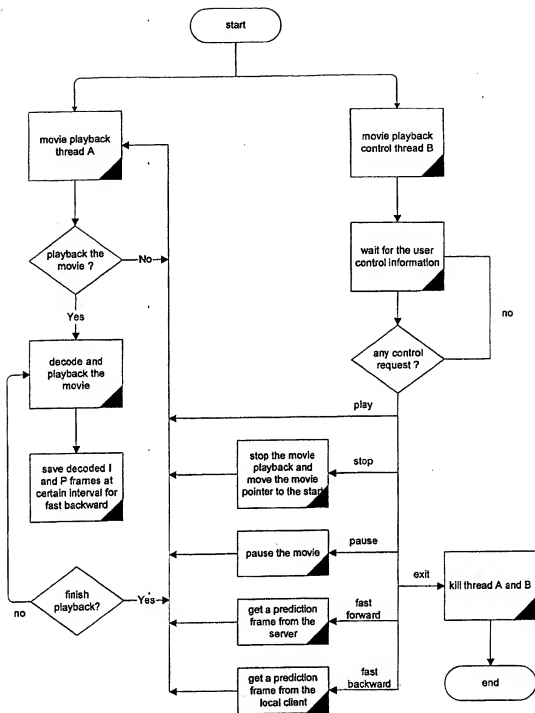 start
movie playback
thread A
movie playback
control thread B
playback the
movie ?
No
wait for the user
control information
no
Yes
any control
request ?
decode and
playback the
movie
play
save decoded I
and P frames at
certain interval for
fast backward
stop the movie
playback and
move the movie
pointer to the start
stop
pause the movie
pause
exit
kill thread A and B
finish
playback?
no
Yes
get a prediction
frame from the
server
fast
forward
get a prediction
frame from the
local client
fast
backward
end